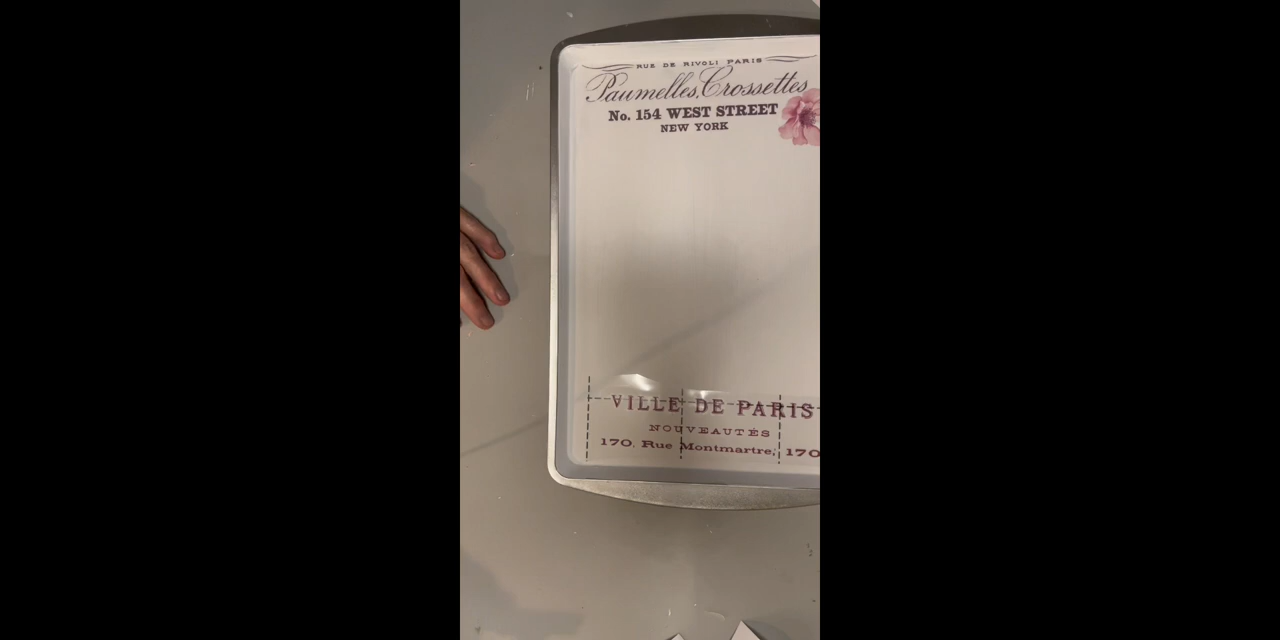 RUE DE RIVOLI PARIS
Paumelles, Crossettes
No. 154 WEST STREET
NEW YORK
VILLE DE PARIS
NOUVEAUTÉS
170, Rue Montmartre, 170